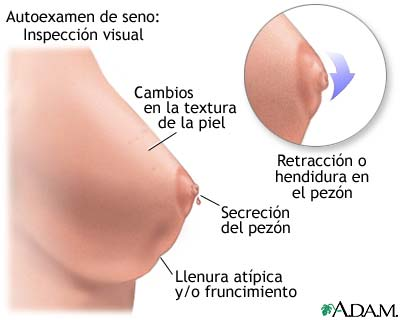 Autoexamen de seno:
Inspección visual
Cambios
en la textura
de la piel
Retracción o
hendidura en
el pezón
Secreción
del pezón
Llenura atípica
y/o fruncimiento
A.D.A.M.